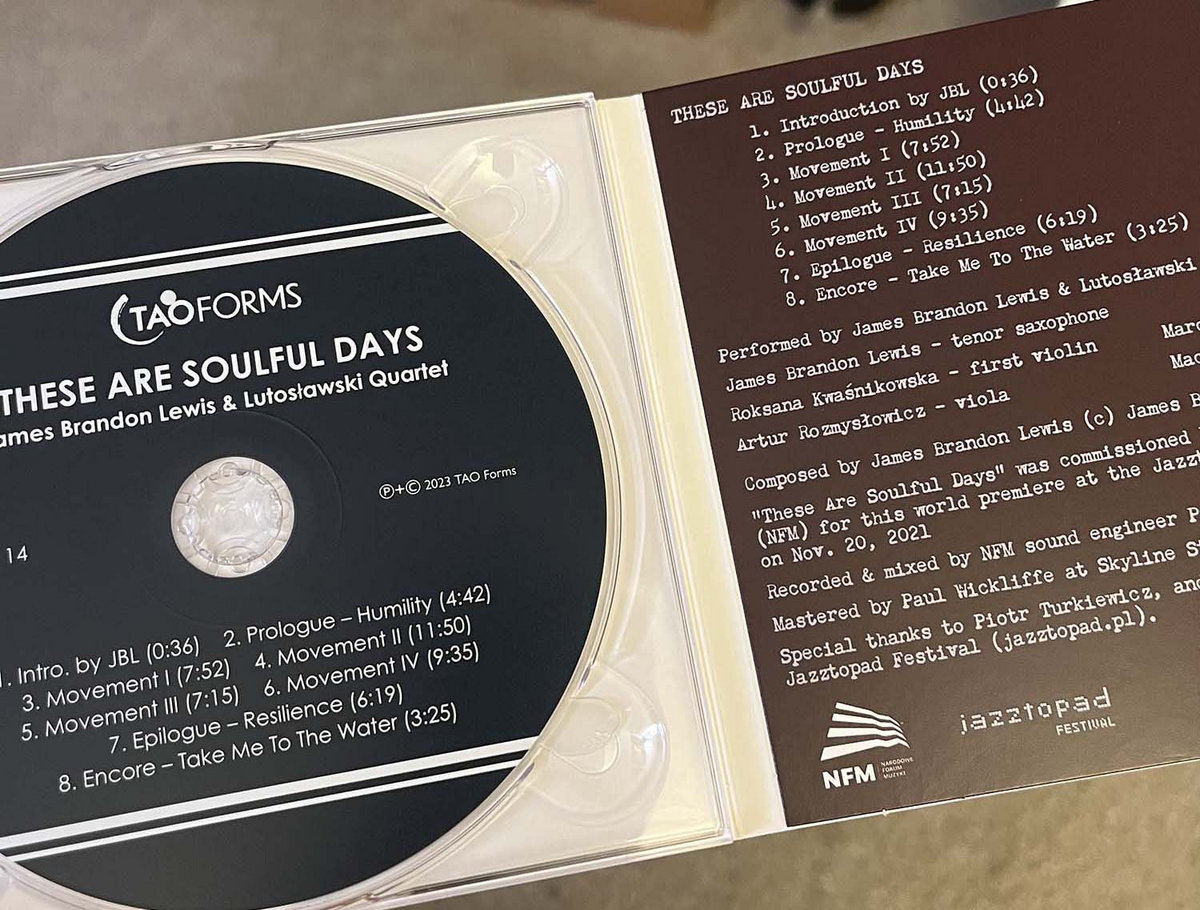 TAOFORMS
THESE ARE SOULFUL DAYS
James Brandon Lewis & Lutosławski Quartet
℗+© 2023 TAO Forms
14
1. Intro. by JBL (0:36) 2. Prologue – Humility (4:42)
3. Movement I (7:52) 4. Movement II (11:50)
5. Movement III (7:15) 6. Movement IV (9:35)
7. Epilogue – Resilience (6:19)
8. Encore – Take Me To The Water (3:25)
THESE ARE SOULFUL DAYS
1. Introduction by JBL (0:36)
2. Prologue – Humility (4:42)
3. Movement I (7:52)
4. Movement II (11:50)
5. Movement III (7:15)
6. Movement IV (9:35)
7. Epilogue – Resilience (6:19)
8. Encore – Take Me To The Water (3:25)
Performed by James Brandon Lewis & Lutosławski
James Brandon Lewis – tenor saxophone
Roksana Kwaśnikowska – first violin
Artur Rozmysłowicz – viola
Composed by James Brandon Lewis (c) James
"These Are Soulful Days" was commissioned
(NFM) for this world premiere at the
on Nov. 20, 2021
Recorded & mixed by NFM sound engineer
Mastered by Paul Wickliffe at Skyline
Special thanks to Piotr Turkiewicz, and
Jazztopad Festival (jazztopad.pl).
NFM
NARODOWE
FORUM
MUZYKI
jazztopad
FESTIVAL